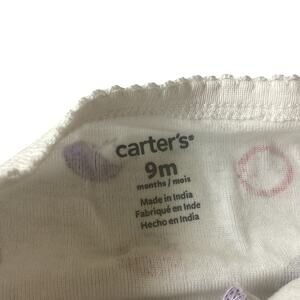 carter's®
9m
months / mois
Made in India
Fabriqué en Inde
Hecho en India